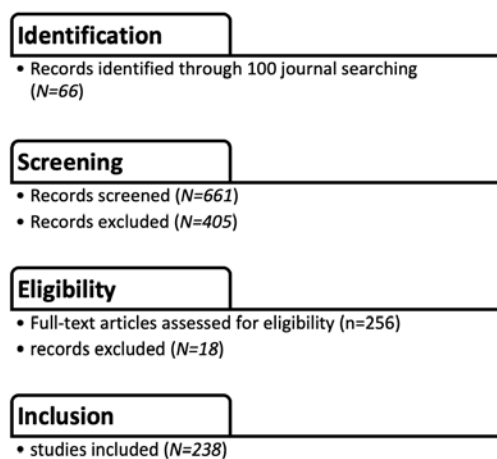 Identification
• Records identified through 100 journal searching
(N=66)
Screening
• Records screened (N=661)
• Records excluded (N=405)
Eligibility
• Full-text articles assessed for eligibility (n=256)
• records excluded (N=18)
Inclusion
• studies included (N=238)